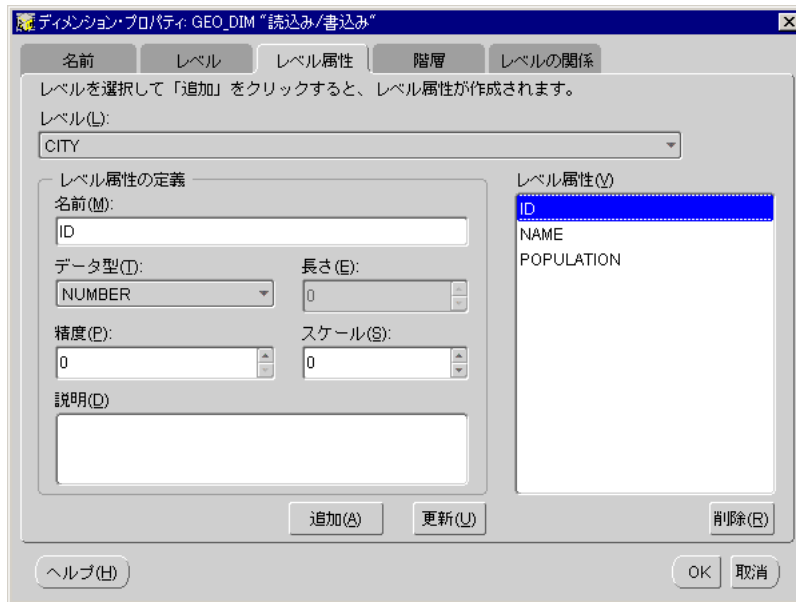 ディメンション・プロパティ: GEO_DIM "読込み/書込み"
名前 レベル レベル属性 階層 レベルの関係
レベルを選択して「追加」をクリックすると、レベル属性が作成されます。
レベル(L):
CITY
レベル属性の定義
名前(M):
ID
データ型(T): 長さ(E):
NUMBER 0
精度(P): スケール(S):
0 0
説明(D)
レベル属性(V)
ID
NAME
POPULATION
追加(A) 更新(U) 削除(R)
ヘルプ(H) OK 取消